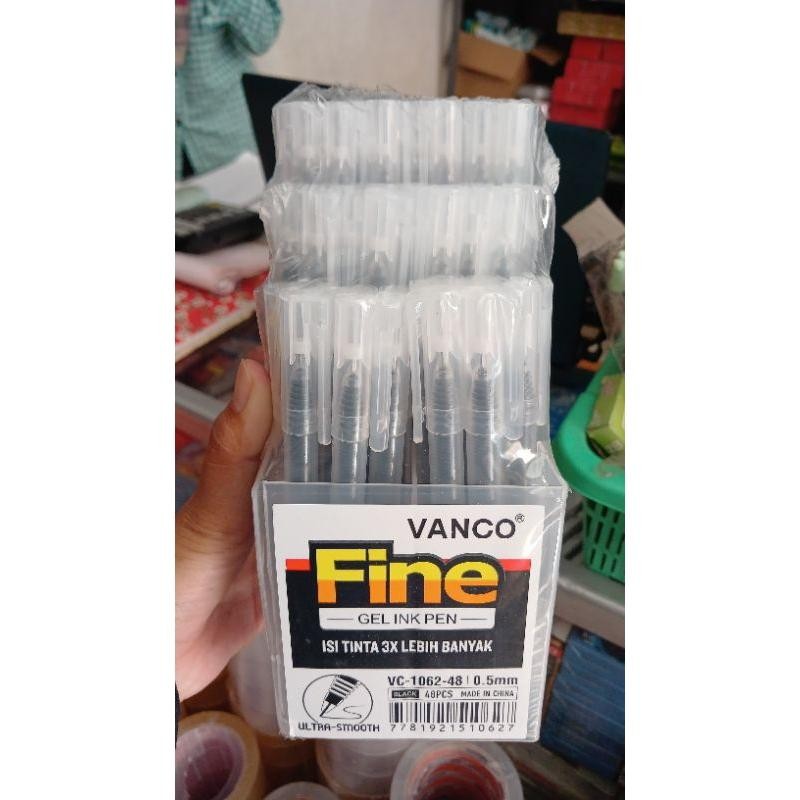 VANCO®
Fine
GEL INK PEN
ISI TINTA 3X LEBIH BANYAK
VC-1062-48 | 0.5mm
BLACK 48PCS MADE IN CHINA
ULTRA-SMOOTH
7781921510627